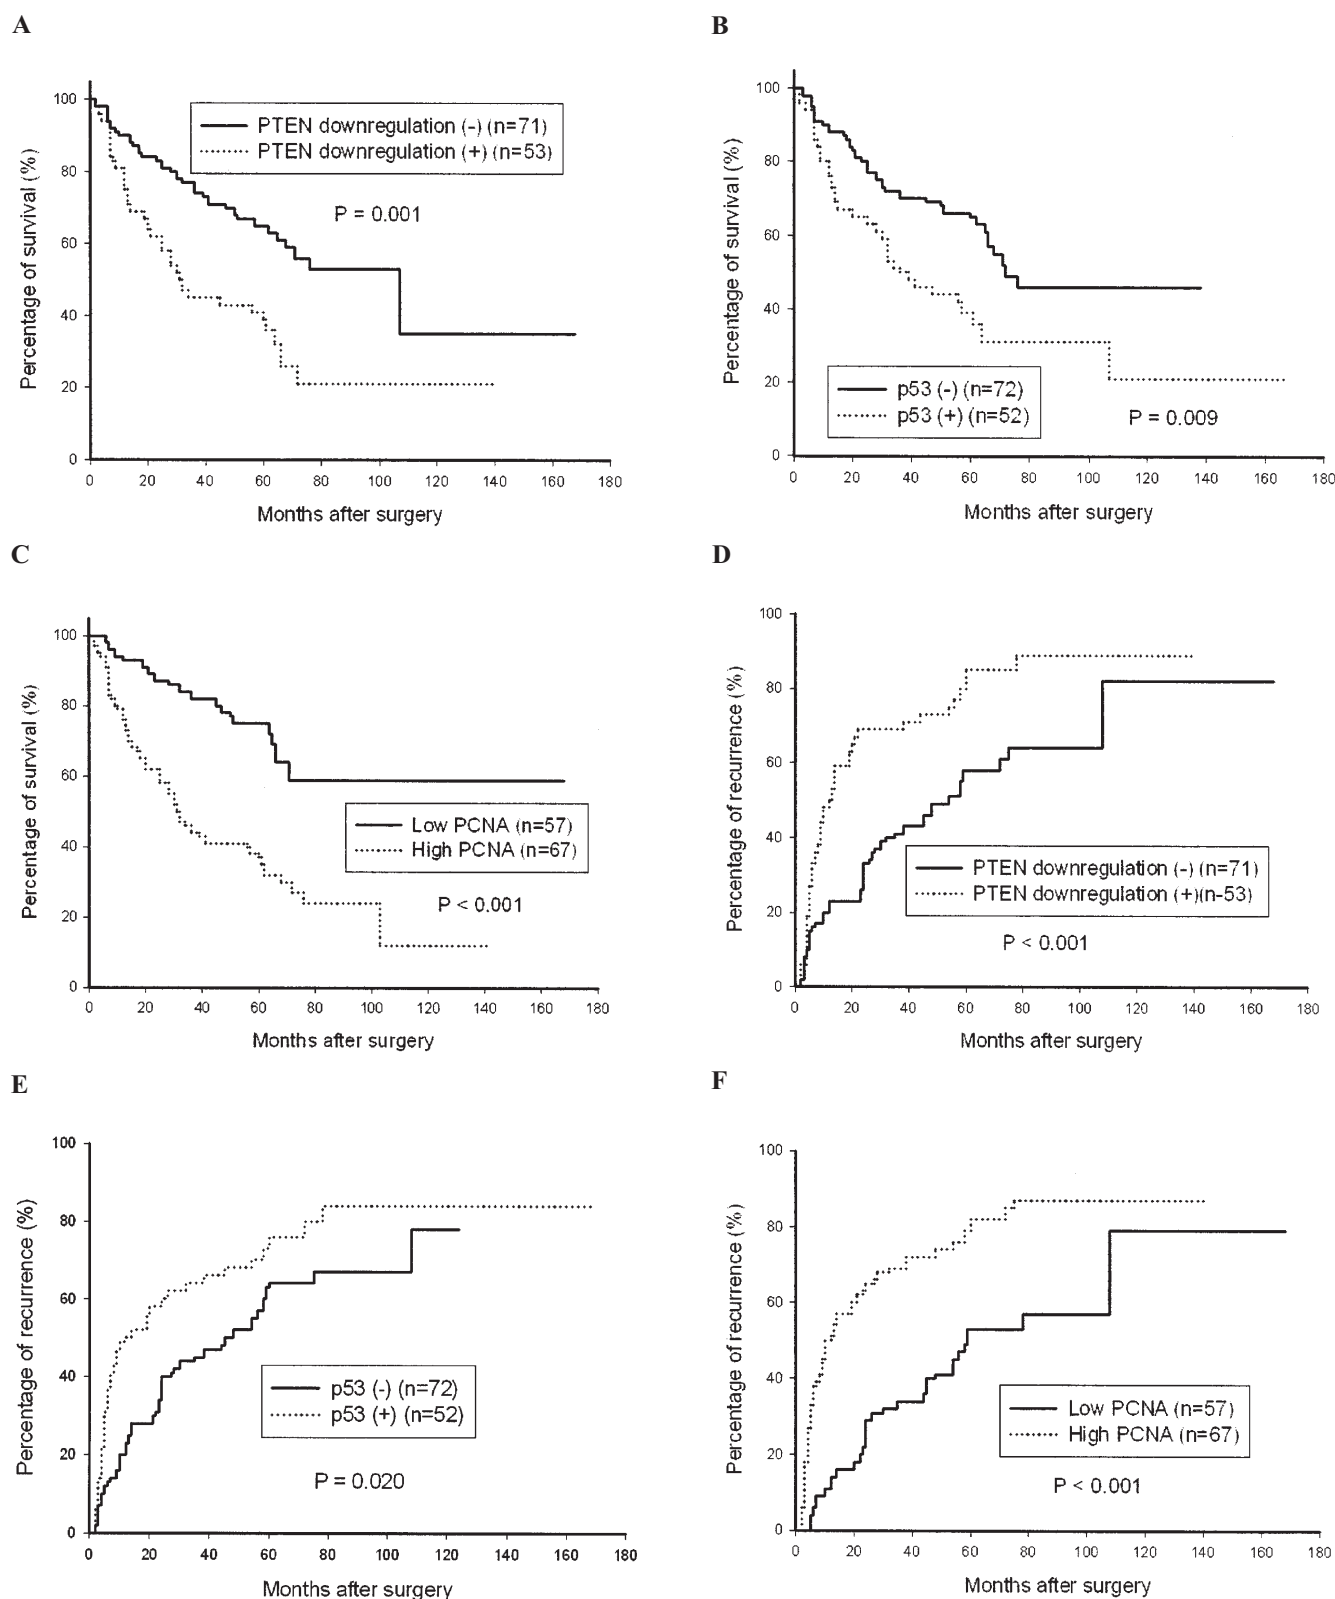 A
Percentage of survival (%)
100
80
60
40
20
0
PTEN downregulation (-) (n=71)
PTEN downregulation (+) (n=53)
P = 0.001
0 20 40 60 80 100 120 140 160 180
Months after surgery
B
Percentage of survival (%)
100
80
60
40
20
0
p53 (-) (n=72)
p53 (+) (n=52)
P = 0.009
0 20 40 60 80 100 120 140 160 180
Months after surgery
C
Percentage of survival (%)
100
80
60
40
20
0
Low PCNA (n=57)
High PCNA (n=67)
P < 0.001
0 20 40 60 80 100 120 140 160 180
Months after surgery
D
Percentage of recurrence (%)
100
80
60
40
20
0
PTEN downregulation (-) (n=71)
PTEN downregulation (+)(n-53)
P < 0.001
0 20 40 60 80 100 120 140 160 180
Months after surgery
E
Percentage of recurrence (%)
100
80
60
40
20
0
p53 (-) (n=72)
p53 (+) (n=52)
P = 0.020
0 20 40 60 80 100 120 140 160 180
Months after surgery
F
Percentage of recurrence (%)
100
80
60
40
20
0
Low PCNA (n=57)
High PCNA (n=67)
P < 0.001
0 20 40 60 80 100 120 140 160 180
Months after surgery